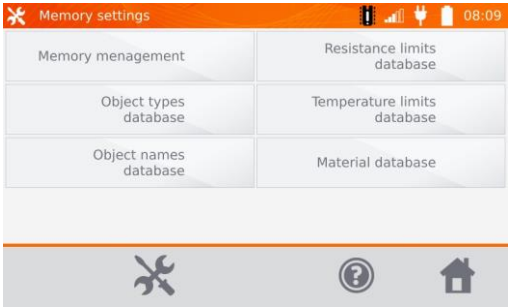 Memory settings
08:09
Memory menagement
Resistance limits
database
Object types
database
Temperature limits
database
Object names
database
Material database
?